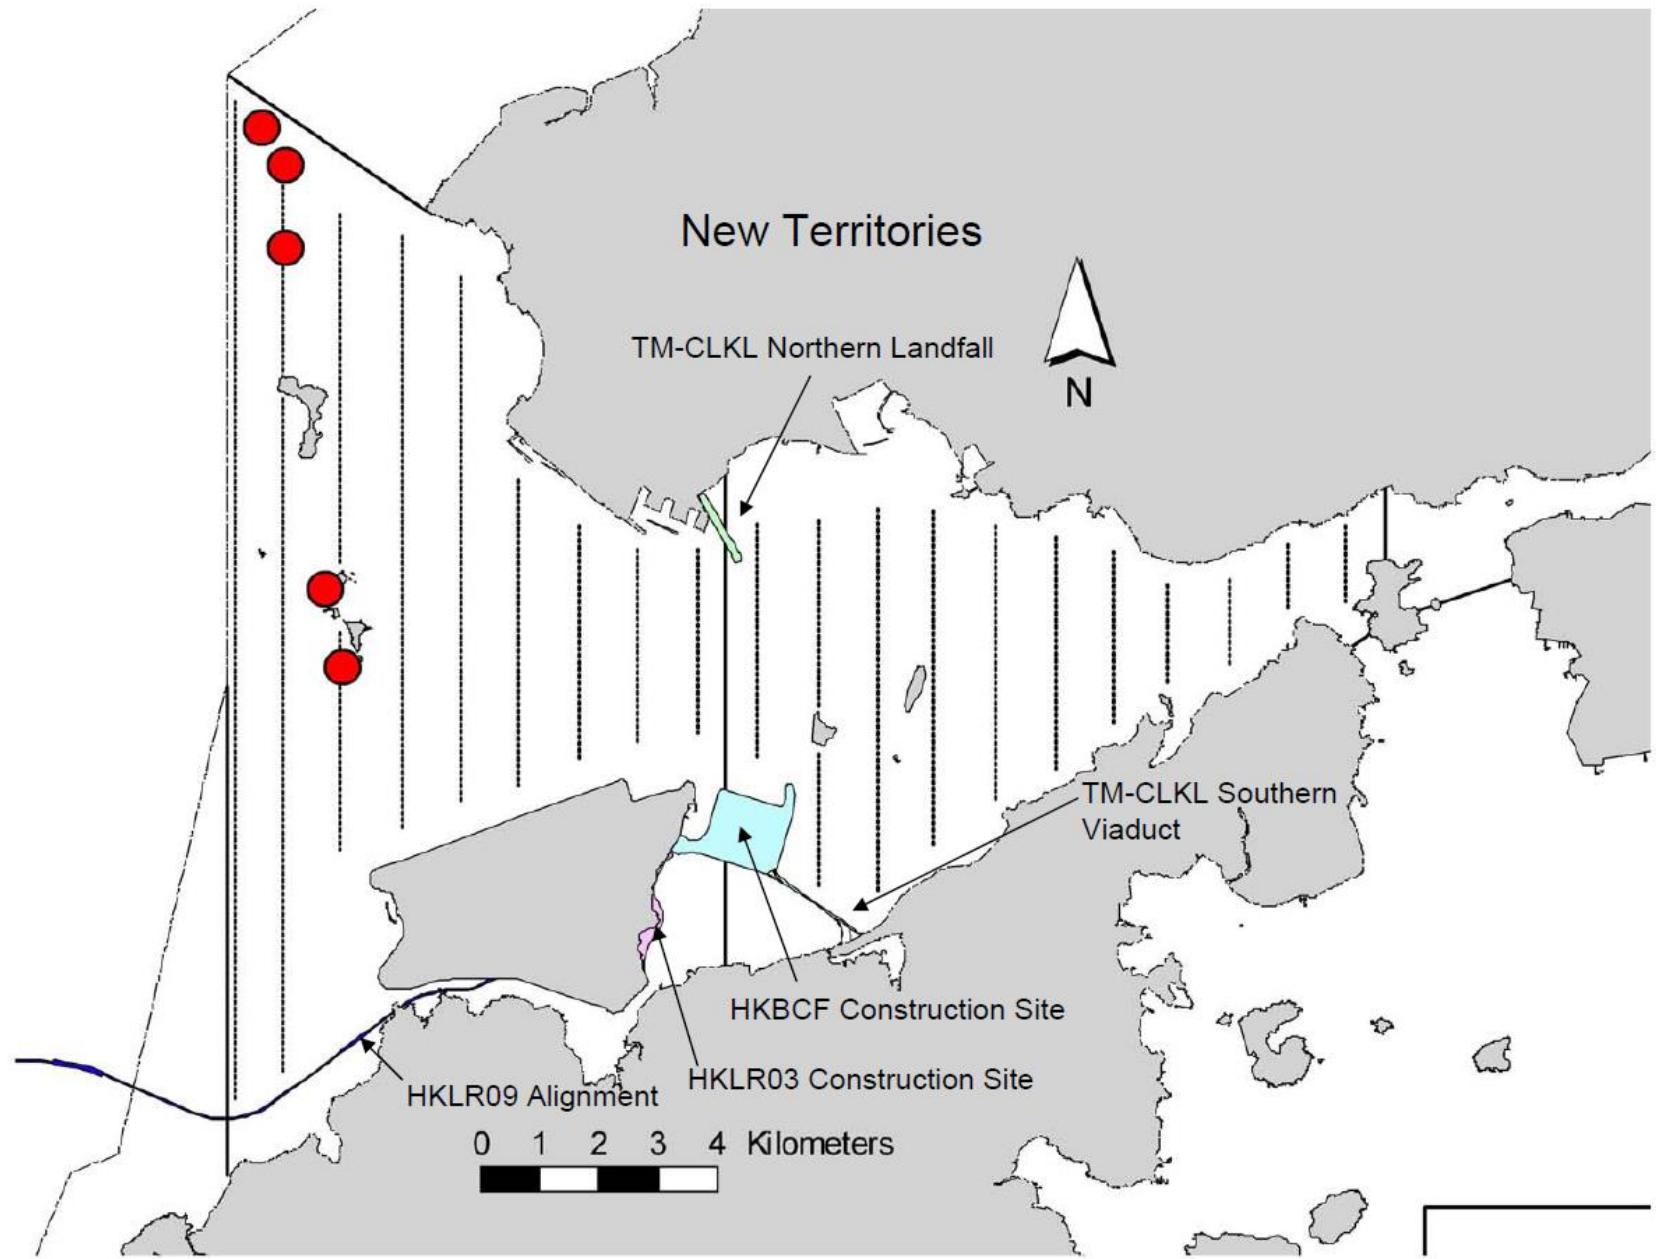 New Territories
TM-CLKL Northern Landfall
N
TM-CLKL Southern
Viaduct
HKBCF Construction Site
HKLR03 Construction Site
HKLR09 Alignment
0 1 2 3 4 Kilometers